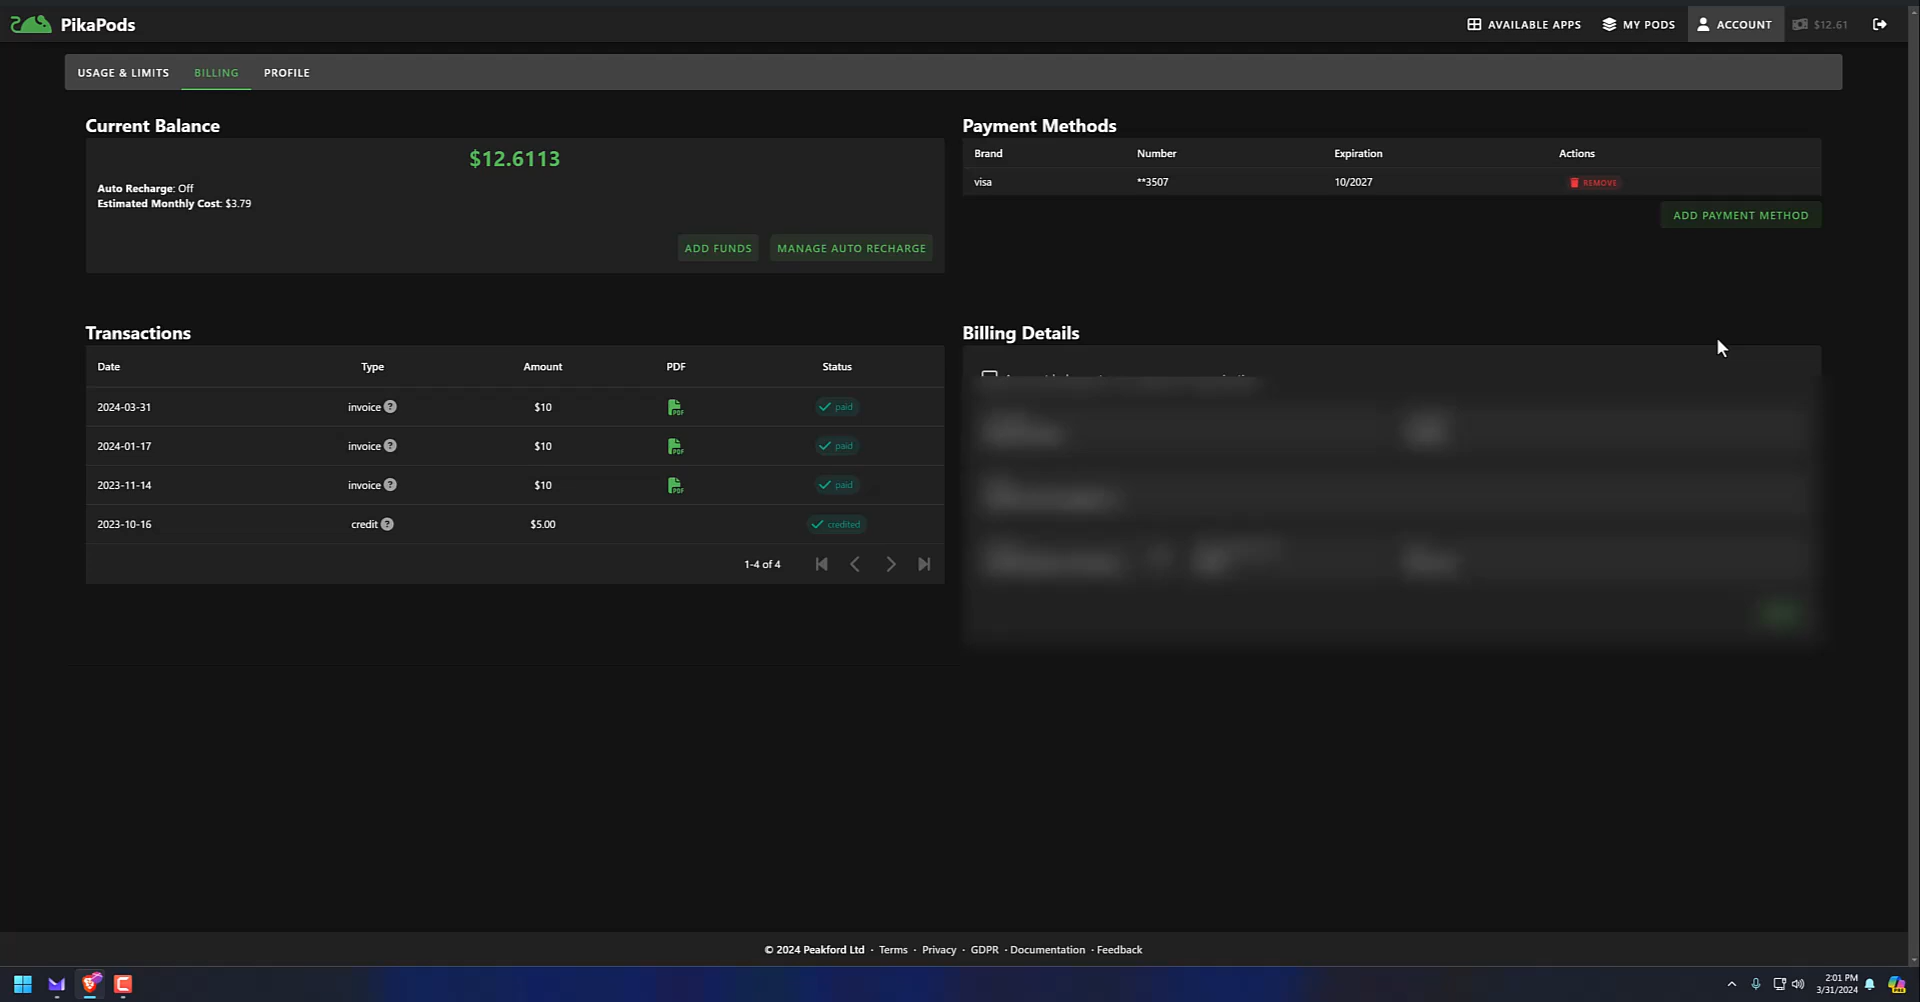 PikaPods
AVAILABLE APPS
MY PODS
ACCOUNT
$12.61
USAGE & LIMITS
BILLING
PROFILE
Current Balance
$12.6113
Auto Recharge: Off
Estimated Monthly Cost: $3.79
ADD FUNDS
MANAGE AUTO RECHARGE
Payment Methods
Brand Number Expiration Actions
visa **3507 10/2027 REMOVE
ADD PAYMENT METHOD
Transactions
Date Type Amount PDF Status
2024-03-31 invoice ? $10 PDF paid
2024-01-17 invoice ? $10 PDF paid
2023-11-14 invoice ? $10 PDF paid
2023-10-16 credit ? $5.00 credited
1-4 of 4
Billing Details
© 2024 Peakford Ltd · Terms · Privacy · GDPR · Documentation · Feedback
2:01 PM
3/31/2024